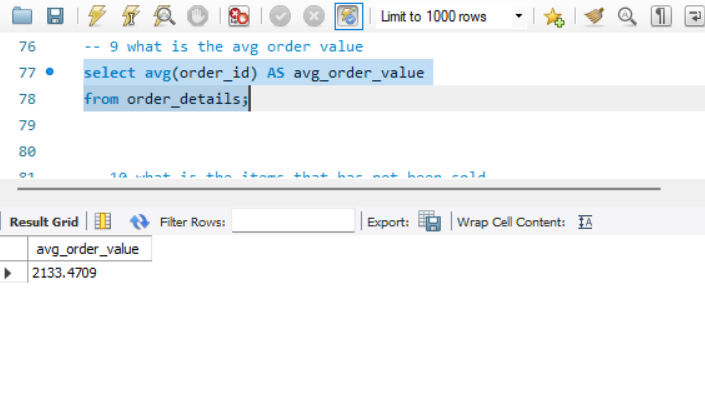 Limit to 1000 rows
76 -- 9 what is the avg order value
77 select avg(order_id) AS avg_order_value
78 from order_details;
79
80
81 10 what is the items that has not been sold
Result Grid Filter Rows: Export: Wrap Cell Content: IA
avg_order_value
2133.4709